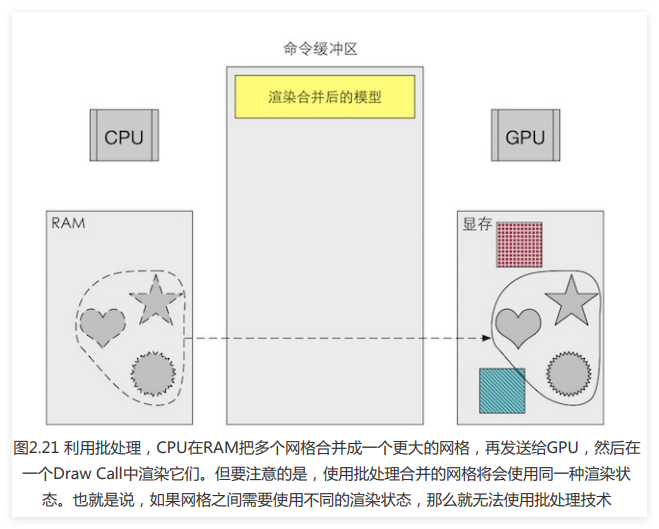 命令缓冲区
渲染合并后的模型
CPU
GPU
RAM
显存
图2.21 利用批处理，CPU在RAM把多个网格合并成一个更大的网格，再发送给GPU，然后在
一个Draw Call中渲染它们。但要注意的是，使用批处理合并的网格将会使用同一种渲染状
态。也就是说，如果网格之间需要使用不同的渲染状态，那么就无法使用批处理技术